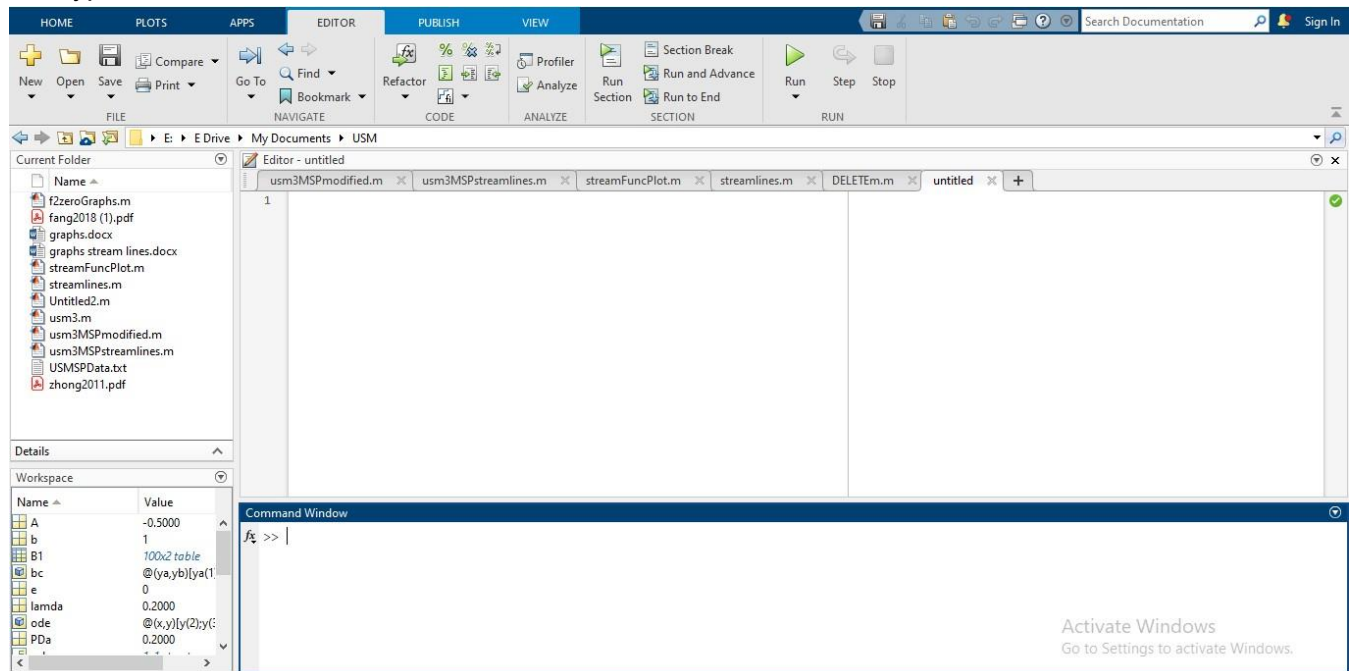 HOME PLOTS APPS EDITOR PUBLISH VIEW Search Documentation Sign In
New Open Save Compare Print
FILE
Go To Find Bookmark
NAVIGATE
Refactor
CODE
Profiler Analyze
ANALYZE
Run Section Section Break Run and Advance Run to End
SECTION
Run Step Stop
RUN
E: E Drive My Documents USM
Current Folder
Name
f2zeroGraphs.m
fang2018 (1).pdf
graphs.docx
graphs stream lines.docx
streamFuncPlot.m
streamlines.m
Untitled2.m
usm3.m
usm3MSPmodified.m
usm3MSPstreamlines.m
USMSPData.txt
zhong2011.pdf
Details
Workspace
Name Value
A -0.5000
b 1
B1 100x2 table
bc @(ya,yb)[ya(1)
e 0
lamda 0.2000
ode @(x,y)[y(2);y(3
PDa 0.2000
Editor - untitled
usm3MSPmodified.m usm3MSPstreamlines.m streamFuncPlot.m streamlines.m DELETEm.m untitled +
1
Command Window
fx >>
Activate Windows
Go to Settings to activate Windows.